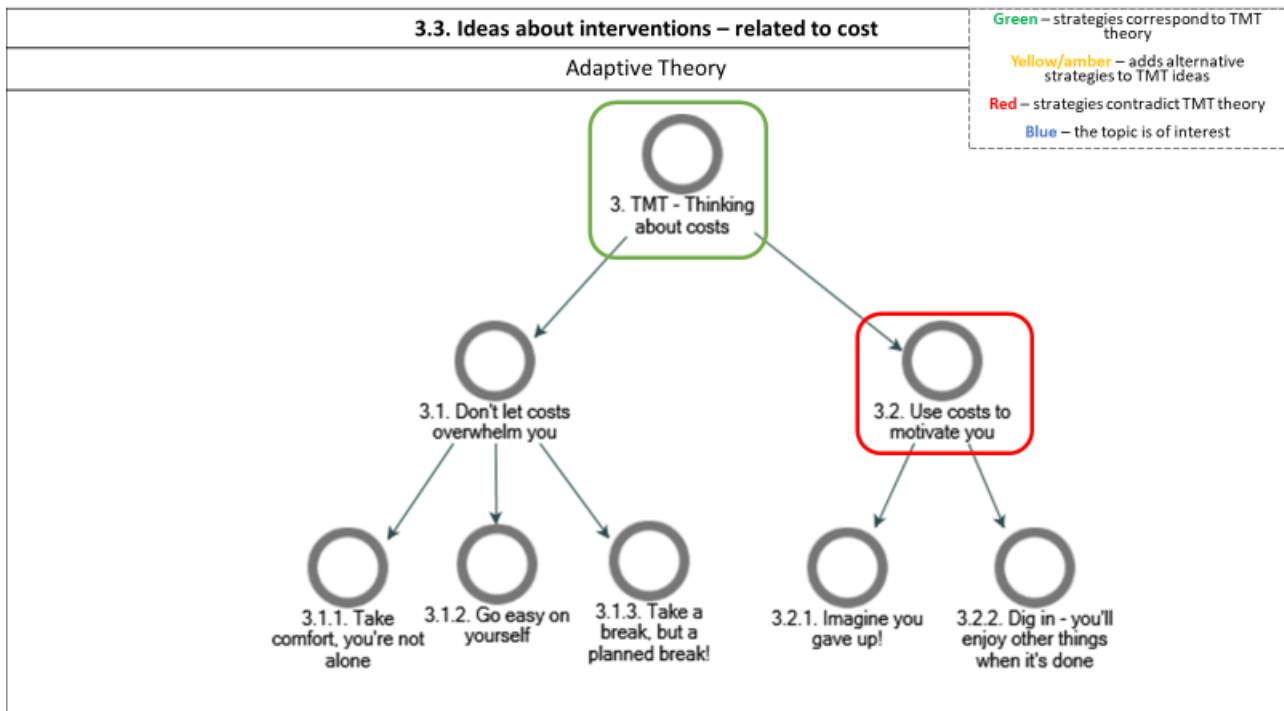 3.3. Ideas about interventions – related to cost
Adaptive Theory
Green – strategies correspond to TMT
theory
Yellow/amber – adds alternative
strategies to TMT ideas
Red – strategies contradict TMT theory
Blue – the topic is of interest
3. TMT - Thinking
about costs
3.1. Don't let costs
overwhelm you
3.2. Use costs to
motivate you
3.1.1. Take
comfort, you're not
alone
3.1.2. Go easy on
yourself
3.1.3. Take a
break, but a
planned break!
3.2.1. Imagine you
gave up!
3.2.2. Dig in - you'll
enjoy other things
when it's done